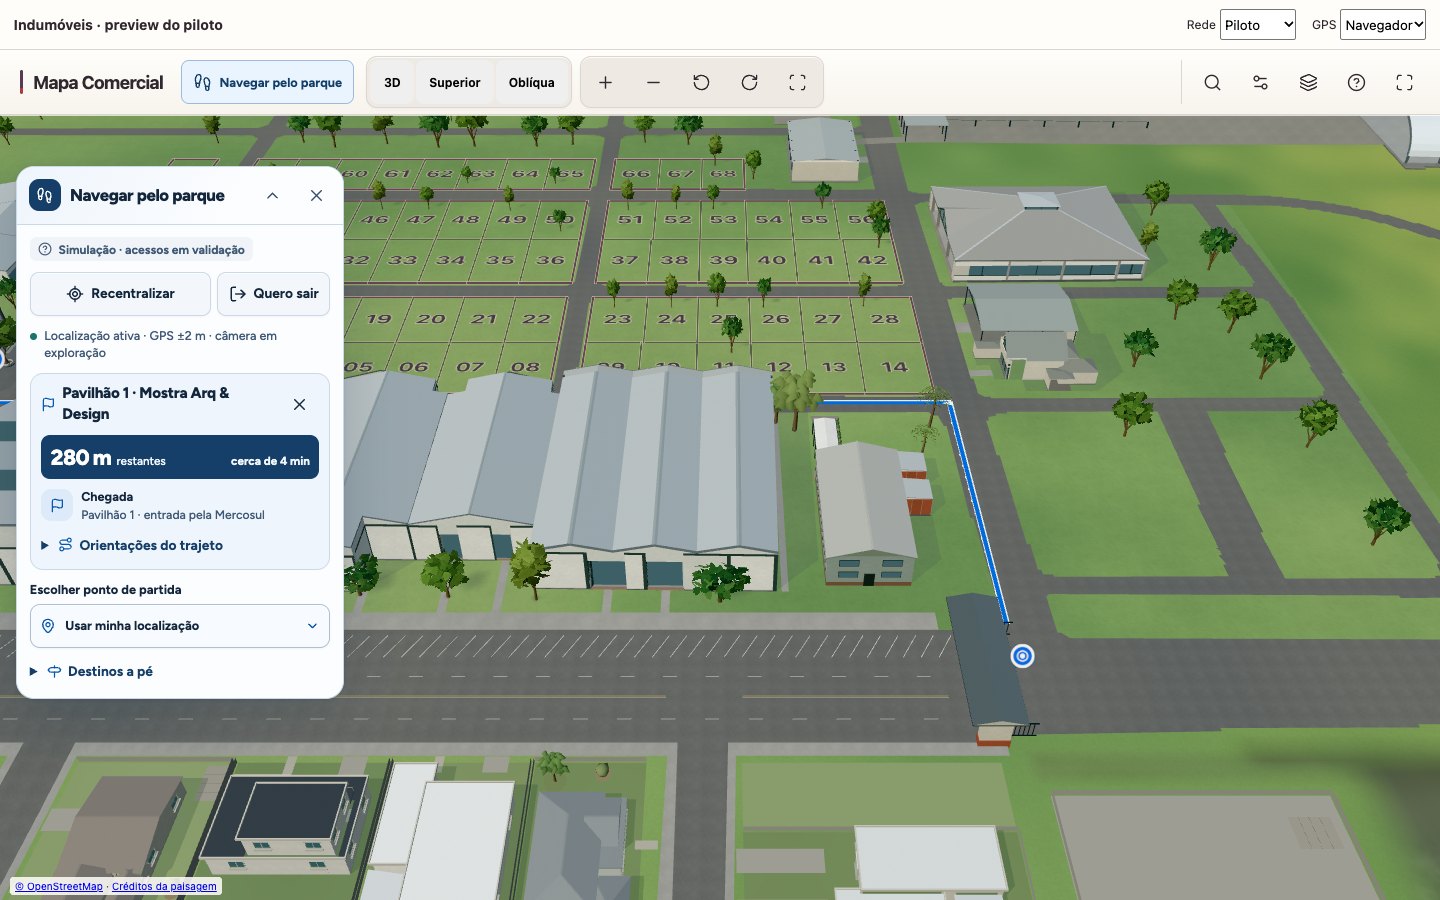 Indumóveis · preview do piloto
Rede Piloto GPS Navegador
Mapa Comercial
Navegar pelo parque
3D Superior Oblíqua
Navegar pelo parque
Simulação · acessos em validação
Recentralizar Quero sair
Localização ativa · GPS ±2 m · câmera em
exploração
Pavilhão 1 · Mostra Arq &
Design
280 m restantes cerca de 4 min
Chegada
Pavilhão 1 · entrada pela Mercosul
Orientações do trajeto
Escolher ponto de partida
Usar minha localização
Destinos a pé
60 61 62 63 64 65 66 67 68
46 47 48 49 50 51 52 53 54 55 56
32 33 34 35 36 37 38 39 40 41 42
19 20 21 22 23 24 25 26 27 28
05 06 07 08 09 10 11 12 13 14
© OpenStreetMap · Créditos da paisagem